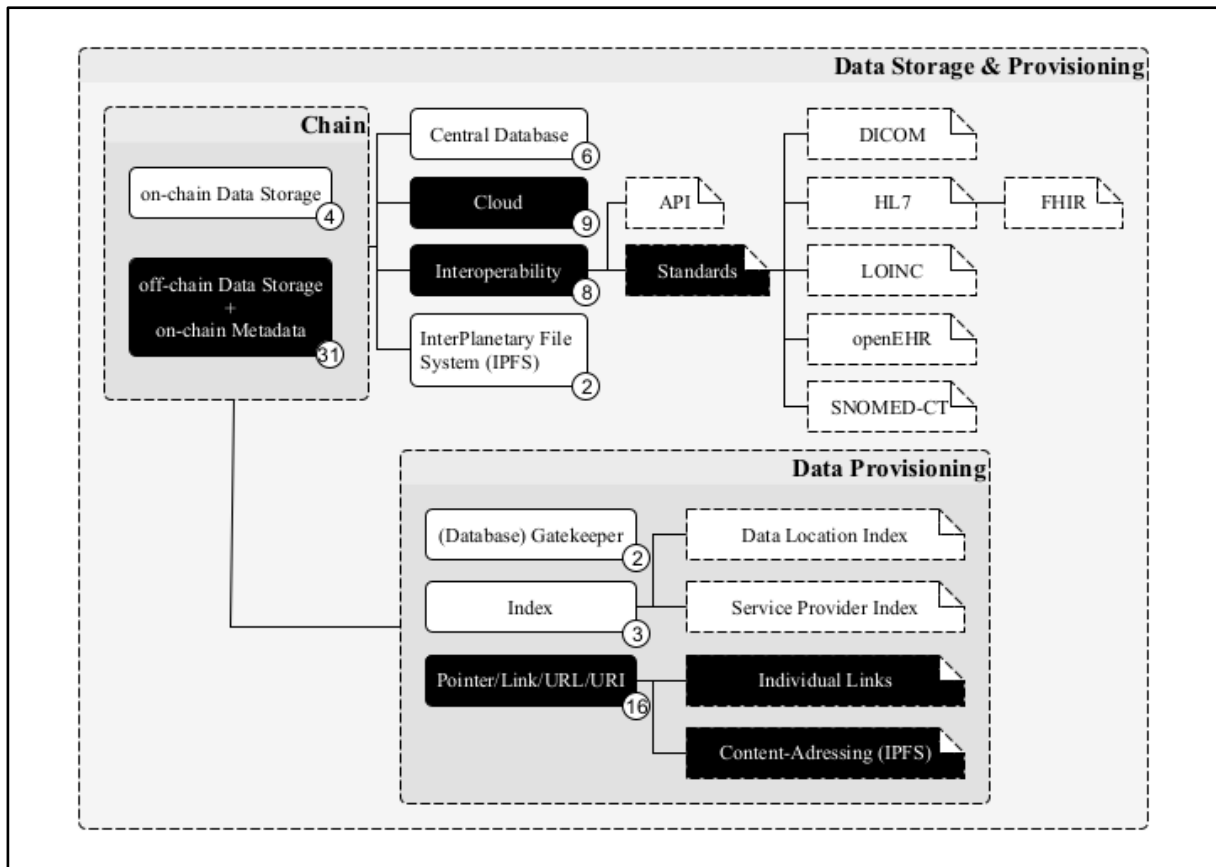 Data Storage & Provisioning
Chain
on-chain Data Storage
4
off-chain Data Storage
+
on-chain Metadata
31
Central Database
6
Cloud
9
Interoperability
8
InterPlanetary File
System (IPFS)
2
API
Standards
DICOM
HL7
FHIR
LOINC
openEHR
SNOMED-CT
Data Provisioning
(Database) Gatekeeper
2
Index
3
Pointer/Link/URL/URI
16
Data Location Index
Service Provider Index
Individual Links
Content-Adressing (IPFS)